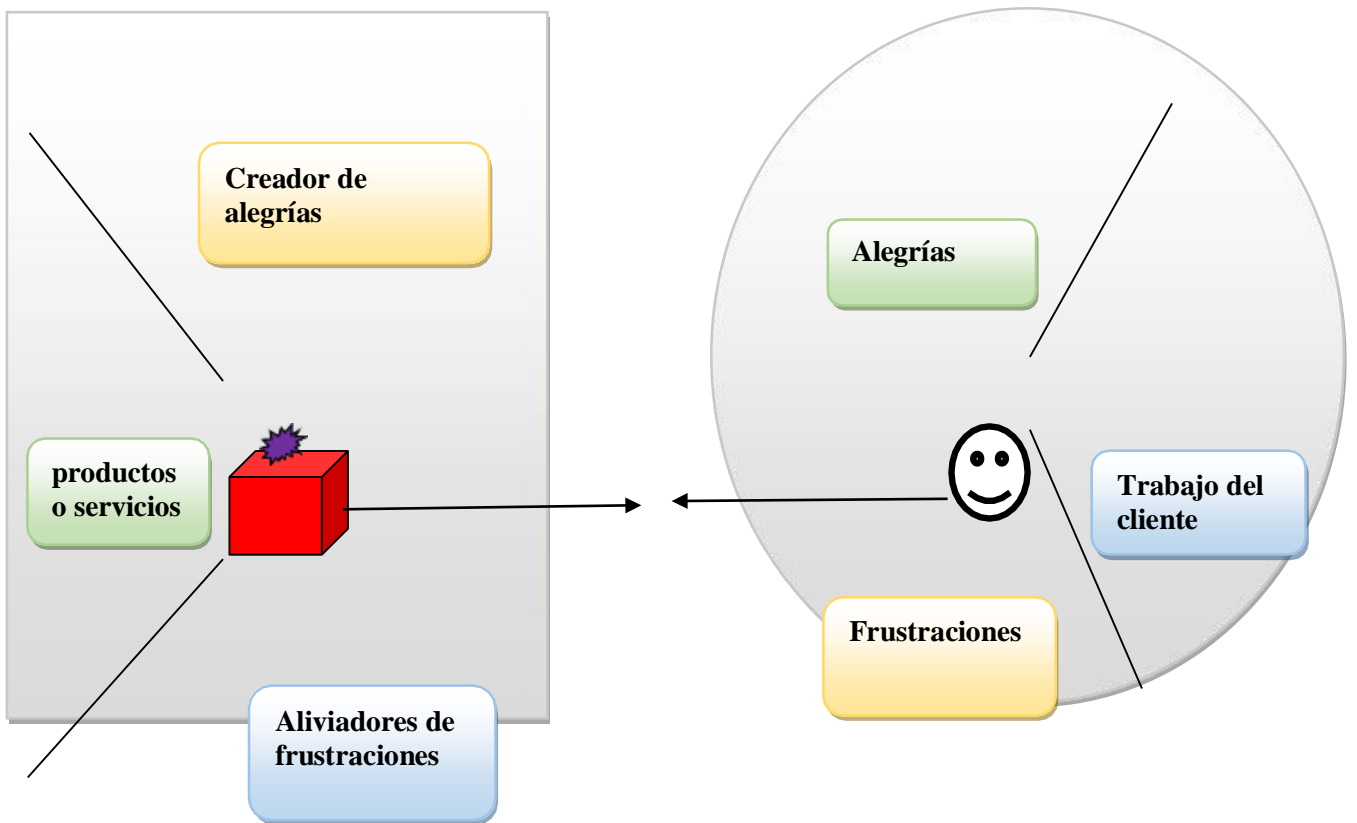 Creador de
alegrías
productos
o servicios
Aliviadores de
frustraciones
Alegrías
Trabajo del
cliente
Frustraciones